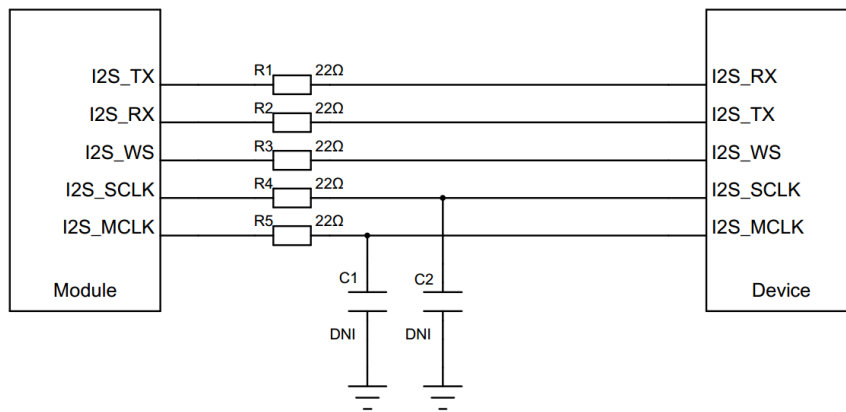 I2S_TX R1 22Ω I2S_RX
I2S_RX R2 22Ω I2S_TX
I2S_WS R3 22Ω I2S_WS
I2S_SCLK R4 22Ω I2S_SCLK
I2S_MCLK R5 22Ω I2S_MCLK
C1 C2
Module Device
DNI DNI